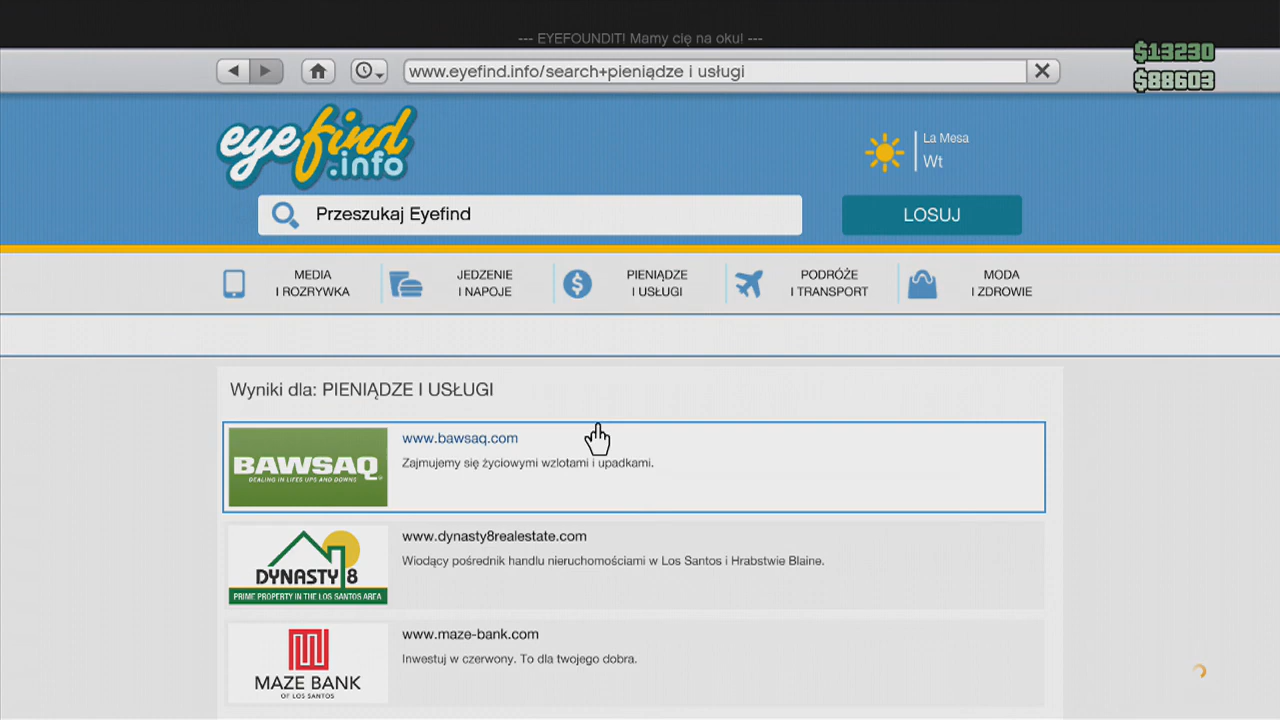 --- EYEFOUNDIT! Mamy cię na oku! ---
$13230
www.eyefind.info/search+pieniądze i usługi
$88603
eyefind.info
La Mesa
Wt
Przeszukaj Eyefind
LOSUJ
MEDIA
I ROZRYWKA
JEDZENIE
I NAPOJE
PIENIĄDZE
I USŁUGI
PODRÓŻE
I TRANSPORT
MODA
I ZDROWIE
Wyniki dla: PIENIĄDZE I USŁUGI
BAWSAQ
DEALING IN LIFES UPS AND DOWNS
www.bawsaq.com
Zajmujemy się życiowymi wzlotami i upadkami.
DYNASTY 8
PRIME PROPERTY IN THE LOS SANTOS AREA
www.dynasty8realestate.com
Wiodący pośrednik handlu nieruchomościami w Los Santos i Hrabstwie Blaine.
MAZE BANK
OF LOS SANTOS
www.maze-bank.com
Inwestuj w czerwony. To dla twojego dobra.